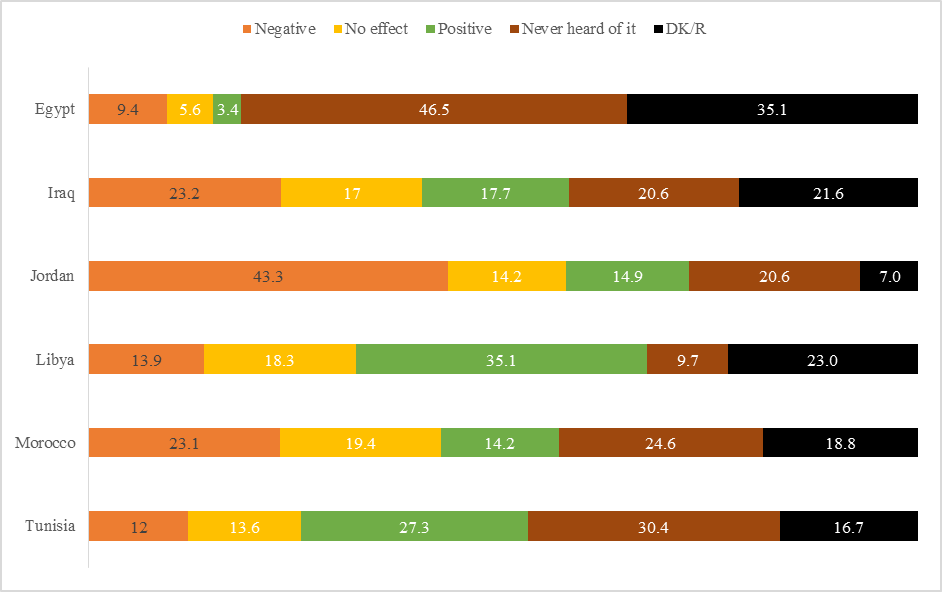 Negative No effect Positive Never heard of it DK/R
Egypt 9.4 5.6 3.4 46.5 35.1
Iraq 23.2 17 17.7 20.6 21.6
Jordan 43.3 14.2 14.9 20.6 7.0
Libya 13.9 18.3 35.1 9.7 23.0
Morocco 23.1 19.4 14.2 24.6 18.8
Tunisia 12 13.6 27.3 30.4 16.7